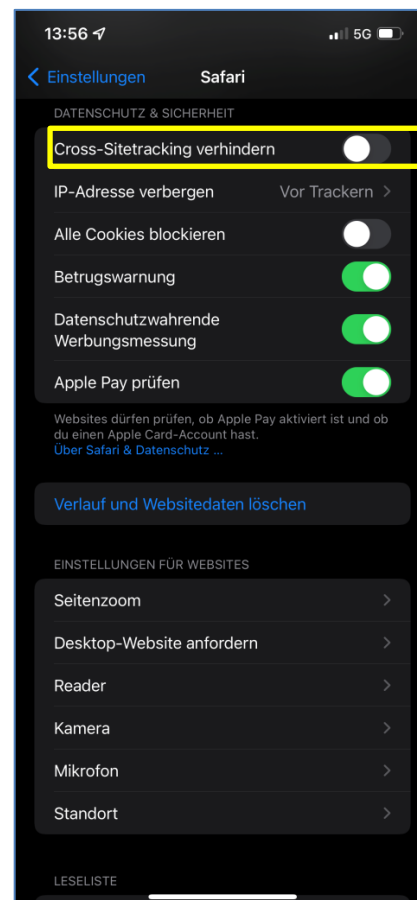 13:56
5G
Einstellungen Safari
DATENSCHUTZ & SICHERHEIT
Cross-Sitetracking verhindern
IP-Adresse verbergen Vor Trackern
Alle Cookies blockieren
Betrugswarnung
Datenschutzwahrende
Werbungsmessung
Apple Pay prüfen
Websites dürfen prüfen, ob Apple Pay aktiviert ist und ob
du einen Apple Card-Account hast.
Über Safari & Datenschutz ...
Verlauf und Websitedaten löschen
EINSTELLUNGEN FÜR WEBSITES
Seitenzoom
Desktop-Website anfordern
Reader
Kamera
Mikrofon
Standort
LESELISTE